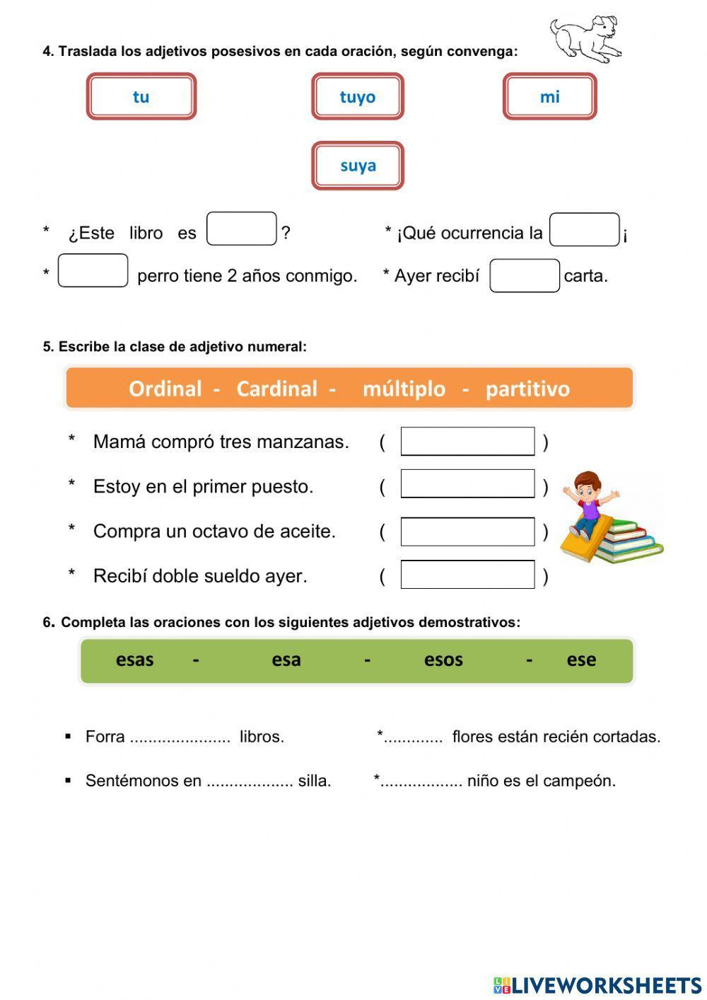 4. Traslada los adjetivos posesivos en cada oración, según convenga:
tu tuyo mi
suya
* ¿Este libro es ? * ¡Qué ocurrencia la ¡
* perro tiene 2 años conmigo. * Ayer recibí carta.
5. Escribe la clase de adjetivo numeral:
Ordinal - Cardinal - múltiplo - partitivo
* Mamá compró tres manzanas. ( )
* Estoy en el primer puesto. ( )
* Compra un octavo de aceite. ( )
* Recibí doble sueldo ayer. ( )
6. Completa las oraciones con los siguientes adjetivos demostrativos:
esas - esa - esos - ese
▪ Forra ...................... libros. *............. flores están recién cortadas.
▪ Sentémonos en ................... silla. *.................. niño es el campeón.
LIVE LIVEWORKSHEETS